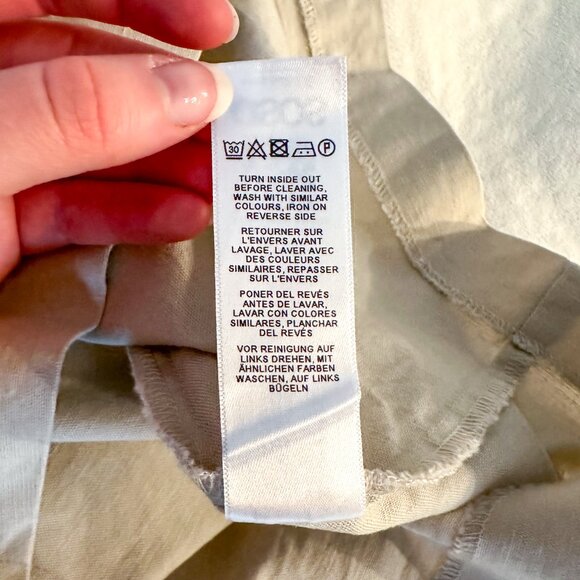 30 P
TURN INSIDE OUT
BEFORE CLEANING,
WASH WITH SIMILAR
COLOURS, IRON ON
REVERSE SIDE
RETOURNER SUR
L'ENVERS AVANT
LAVAGE, LAVER AVEC
DES COULEURS
SIMILAIRES, REPASSER
SUR L'ENVERS
PONER DEL REVÉS
ANTES DE LAVAR,
LAVAR CON COLORES
SIMILARES, PLANCHAR
DEL REVÉS
VOR REINIGUNG AUF
LINKS DREHEN, MIT
ÄHNLICHEN FARBEN
WASCHEN, AUF LINKS
BÜGELN